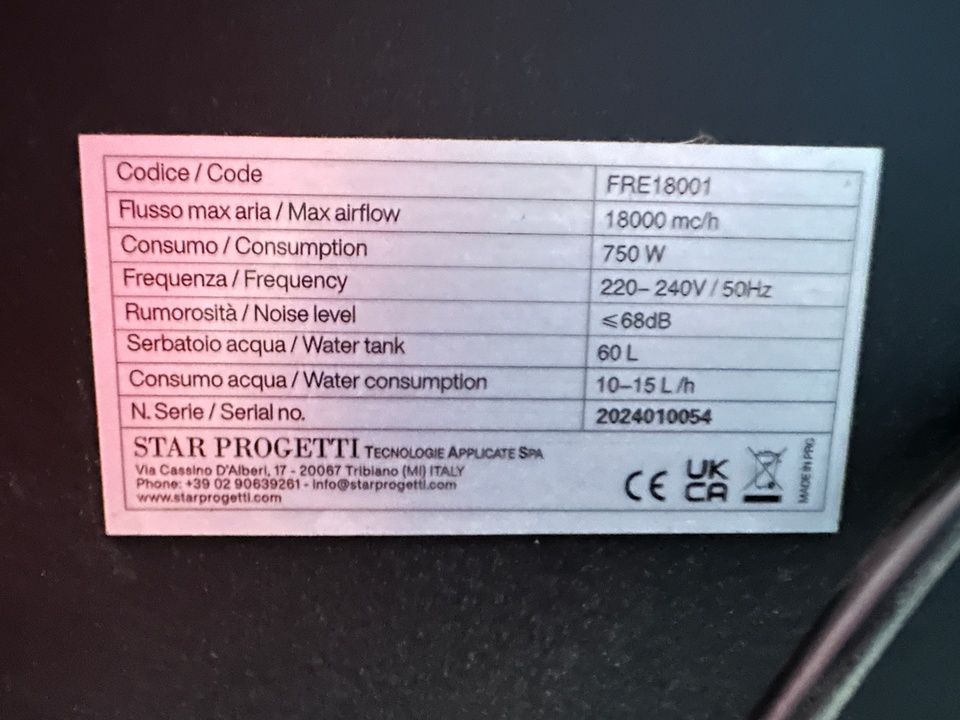 Codice / Code FRE18001
Flusso max aria / Max airflow 18000 mc/h
Consumo / Consumption 750 W
Frequenza / Frequency 220– 240V / 50Hz
Rumorosità / Noise level ≤68dB
Serbatoio acqua / Water tank 60 L
Consumo acqua / Water consumption 10–15 L /h
N. Serie / Serial no. 2024010054
STAR PROGETTI TECNOLOGIE APPLICATE SPA
Via Cassino D'Alberi, 17 - 20067 Tribiano (MI) ITALY
Phone: +39 02 90639261 - info@starprogetti.com
www.starprogetti.com
CE
UK
CA
MADE IN PRC